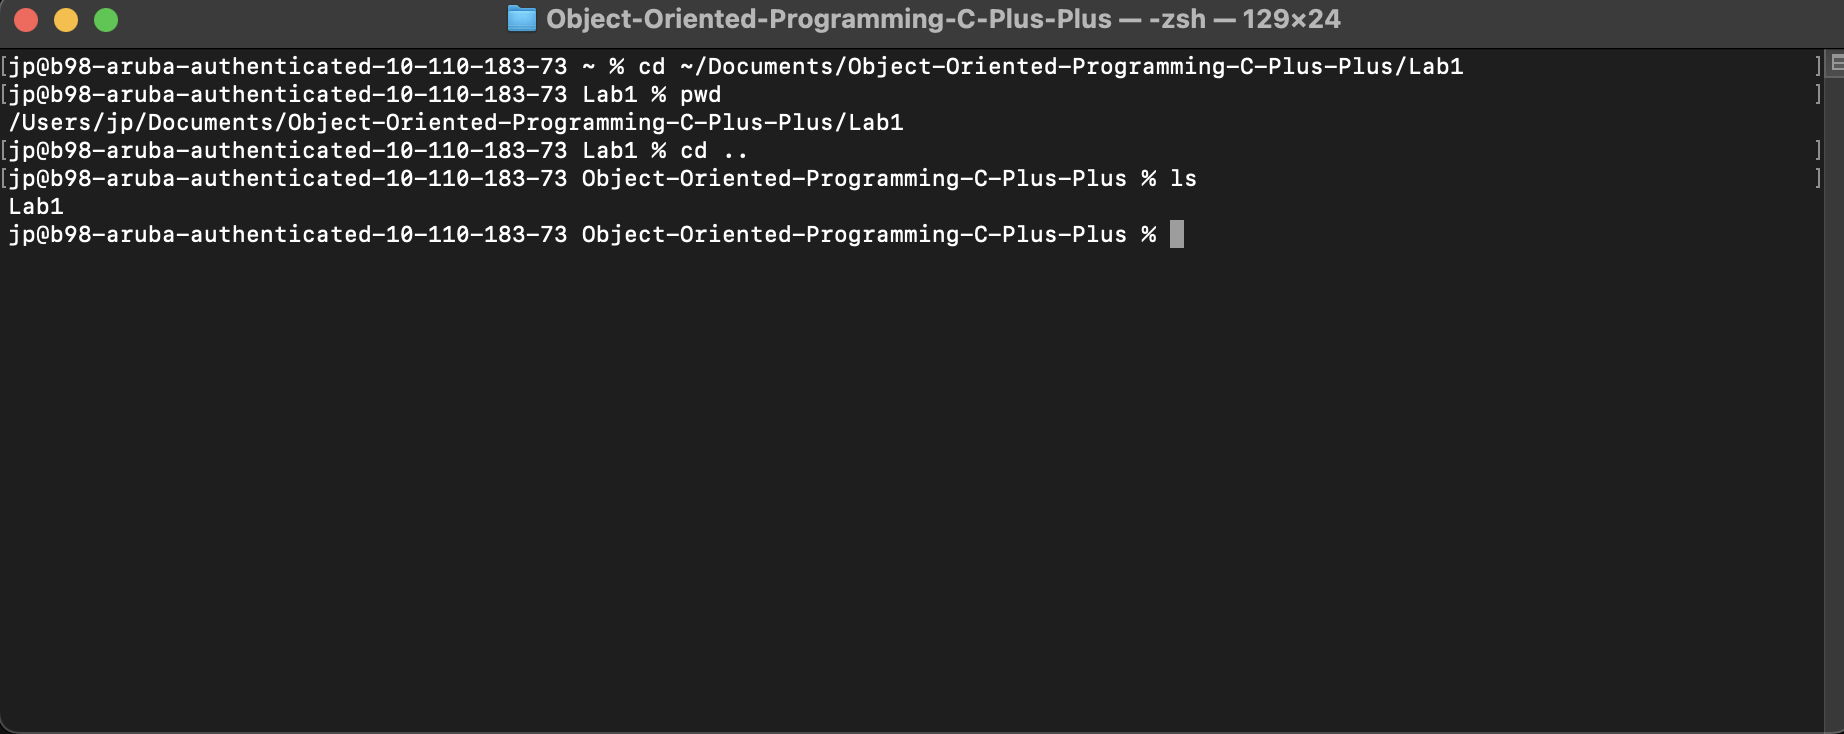 Object-Oriented-Programming-C-Plus-Plus — -zsh — 129×24
[jp@b98-aruba-authenticated-10-110-183-73 ~ % cd ~/Documents/Object-Oriented-Programming-C-Plus-Plus/Lab1 ]
[jp@b98-aruba-authenticated-10-110-183-73 Lab1 % pwd ]
/Users/jp/Documents/Object-Oriented-Programming-C-Plus-Plus/Lab1
[jp@b98-aruba-authenticated-10-110-183-73 Lab1 % cd .. ]
[jp@b98-aruba-authenticated-10-110-183-73 Object-Oriented-Programming-C-Plus-Plus % ls ]
Lab1
jp@b98-aruba-authenticated-10-110-183-73 Object-Oriented-Programming-C-Plus-Plus %